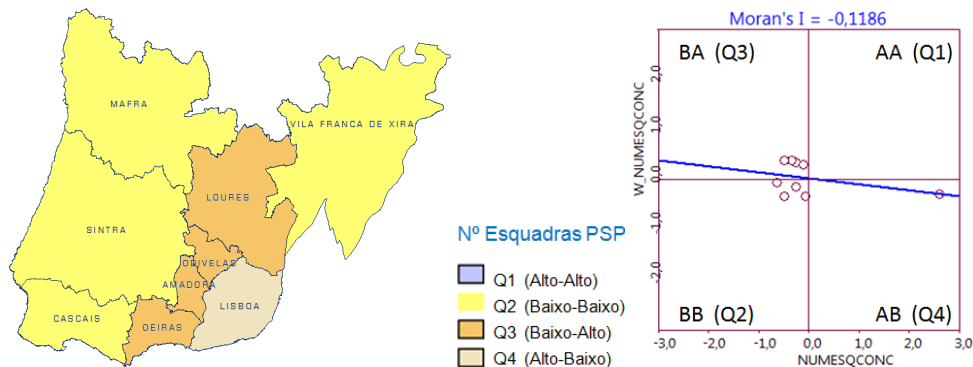 MAFRA
VILA FRANCA DE XIRA
LOURES
SINTRA
ODIVELAS
AMADORA
LISBOA
CASCAIS
OEIRAS
Nº Esquadras PSP
Q1 (Alto-Alto)
Q2 (Baixo-Baixo)
Q3 (Baixo-Alto)
Q4 (Alto-Baixo)
Moran's I = -0,1186
BA (Q3) AA (Q1)
W_NUMESQCONC
2,0
1,0
0,0
-1,0
-2,0
BB (Q2) AB (Q4)
-3,0 -2,0 -1,0 0,0 1,0 2,0 3,0
NUMESQCONC